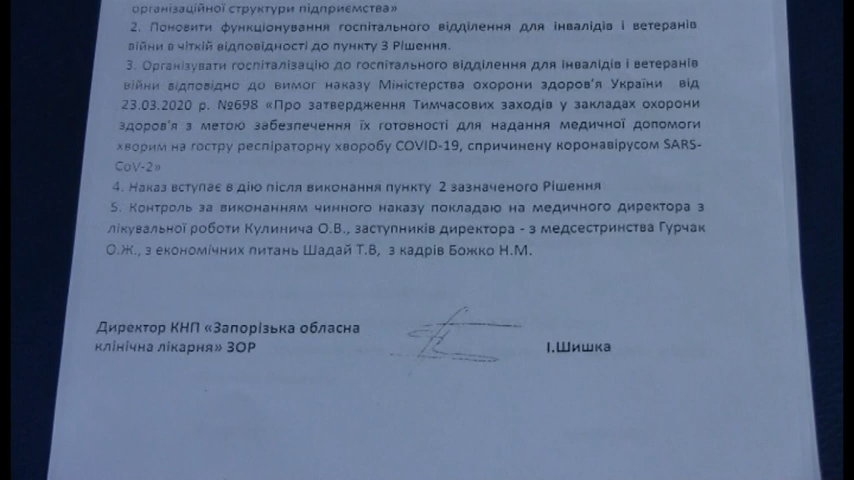 організаційної структури підприємства»
2. Поновити функціонування госпітального відділення для інвалідів і ветеранів
війни в чіткій відповідності до пункту 3 Рішення.
3. Організувати госпіталізацію до госпітального відділення для інвалідів і ветеранів
війни відповідно до вимог наказу Міністерства охорони здоров'я України від
23.03.2020 р. №698 «Про затвердження Тимчасових заходів у закладах охорони
здоров'я з метою забезпечення їх готовності для надання медичної допомоги
хворим на гостру респіраторну хворобу COVID-19, спричинену коронавірусом SARS-
CoV-2»
4. Наказ вступає в дію після виконання пункту 2 зазначеного Рішення
5. Контроль за виконанням чинного наказу покладаю на медичного директора з
лікувальної роботи Кулинича О.В., заступників директора - з медсестринства Гурчак
О.Ж., з економічних питань Шадай Т.В, з кадрів Божко Н.М.
Директор КНП «Запорізька обласна
клінічна лікарня» ЗОР
І.Шишка